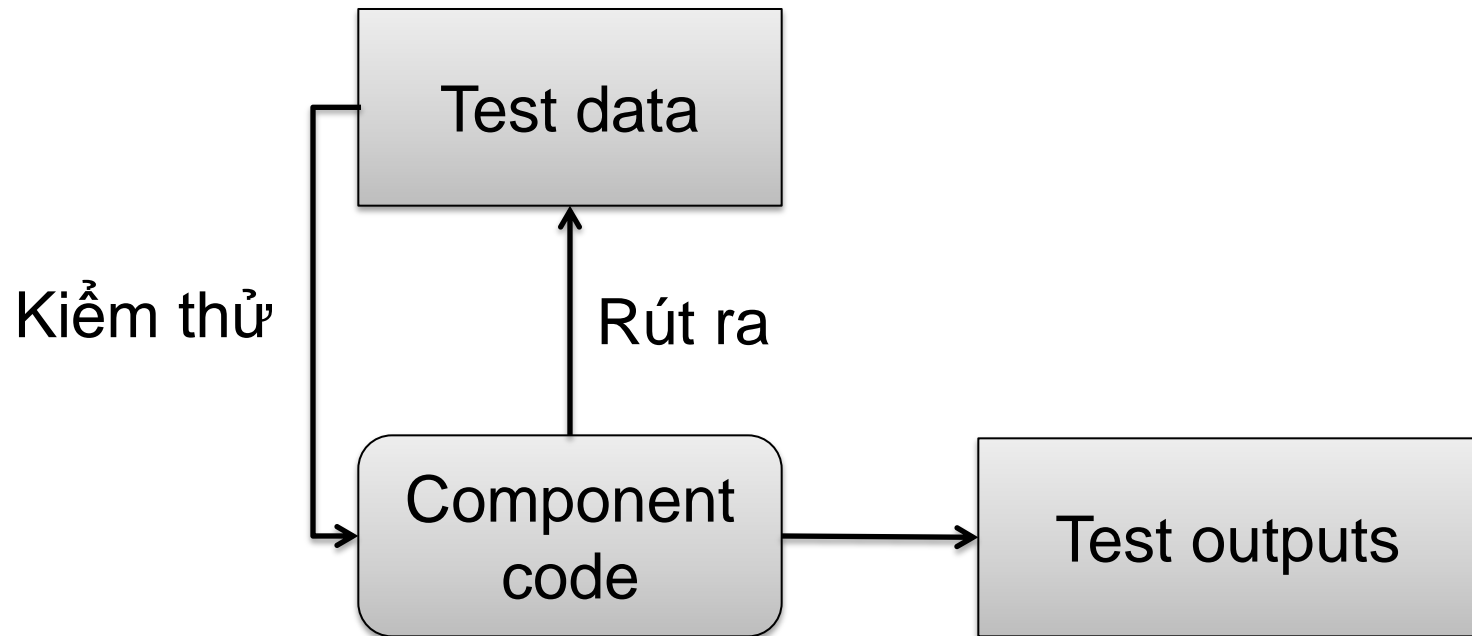 Test data
Kiểm thử
Rút ra
Component
code
Test outputs